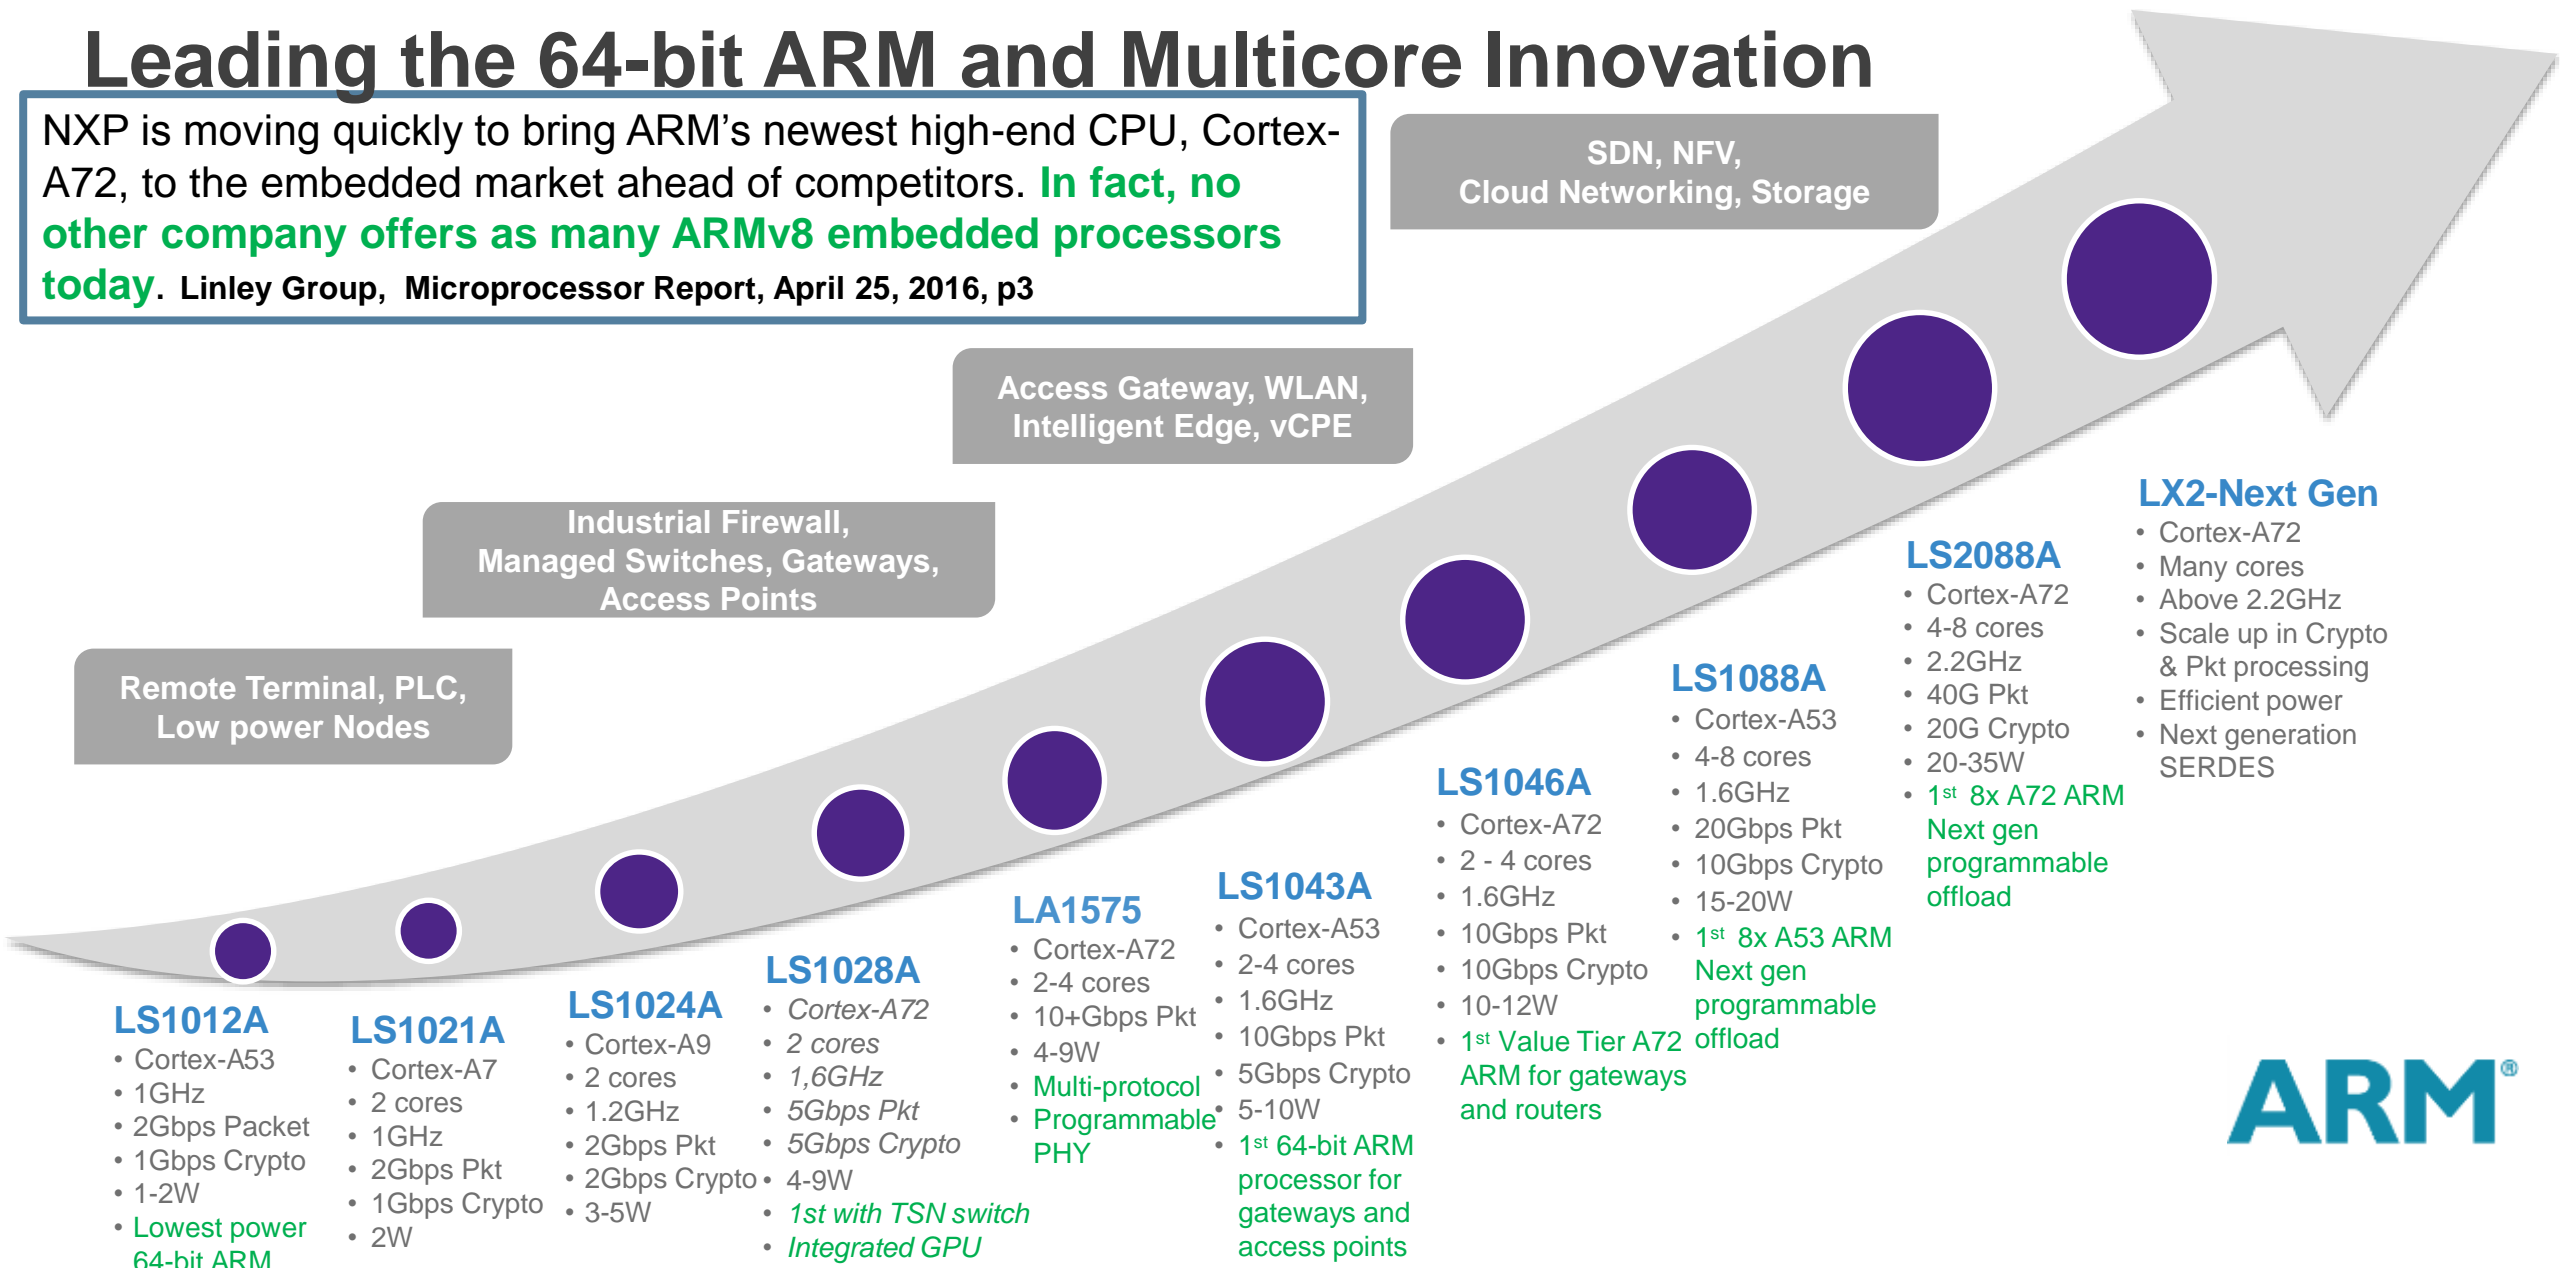 Leading the 64-bit ARM and Multicore Innovation
NXP is moving quickly to bring ARM’s newest high-end CPU, Cortex-
A72, to the embedded market ahead of competitors. In fact, no
other company offers as many ARMv8 embedded processors
today. Linley Group, Microprocessor Report, April 25, 2016, p3
SDN, NFV,
Cloud Networking, Storage
Access Gateway, WLAN,
Intelligent Edge, vCPE
Industrial Firewall,
Managed Switches, Gateways,
Access Points
Remote Terminal, PLC,
Low power Nodes
LS1012A
• Cortex-A53
• 1GHz
• 2Gbps Packet
• 1Gbps Crypto
• 1-2W
• Lowest power
64-bit ARM
LS1021A
• Cortex-A7
• 2 cores
• 1GHz
• 2Gbps Pkt
• 1Gbps Crypto
• 2W
LS1024A
• Cortex-A9
• 2 cores
• 1.2GHz
• 2Gbps Pkt
• 2Gbps Crypto
• 3-5W
LS1028A
• Cortex-A72
• 2 cores
• 1,6GHz
• 5Gbps Pkt
• 5Gbps Crypto
• 4-9W
• 1st with TSN switch
• Integrated GPU
LA1575
• Cortex-A72
• 2-4 cores
• 10+Gbps Pkt
• 4-9W
• Multi-protocol
• Programmable
PHY
LS1043A
• Cortex-A53
• 2-4 cores
• 1.6GHz
• 10Gbps Pkt
• 5Gbps Crypto
• 5-10W
• 1st 64-bit ARM
processor for
gateways and
access points
LS1046A
• Cortex-A72
• 2 - 4 cores
• 1.6GHz
• 10Gbps Pkt
• 10Gbps Crypto
• 10-12W
• 1st Value Tier A72
ARM for gateways
and routers
LS1088A
• Cortex-A53
• 4-8 cores
• 1.6GHz
• 20Gbps Pkt
• 10Gbps Crypto
• 15-20W
• 1st 8x A53 ARM
Next gen
programmable
offload
LS2088A
• Cortex-A72
• 4-8 cores
• 2.2GHz
• 40G Pkt
• 20G Crypto
• 20-35W
• 1st 8x A72 ARM
Next gen
programmable
offload
LX2-Next Gen
• Cortex-A72
• Many cores
• Above 2.2GHz
• Scale up in Crypto
& Pkt processing
• Efficient power
• Next generation
SERDES
ARM®